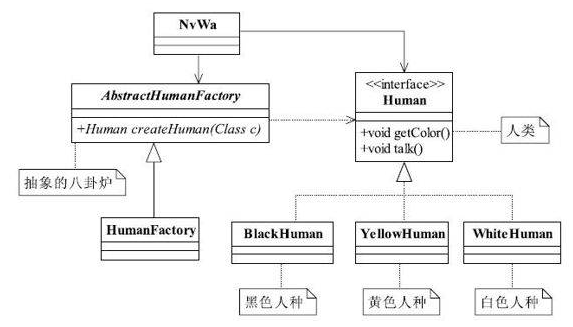 NvWa
AbstractHumanFactory
+Human createHuman(Class c)
<<interface>>
Human
+void getColor()
+void talk()
人类
抽象的八卦炉
HumanFactory
BlackHuman
YellowHuman
WhiteHuman
黑色人种
黄色人种
白色人种